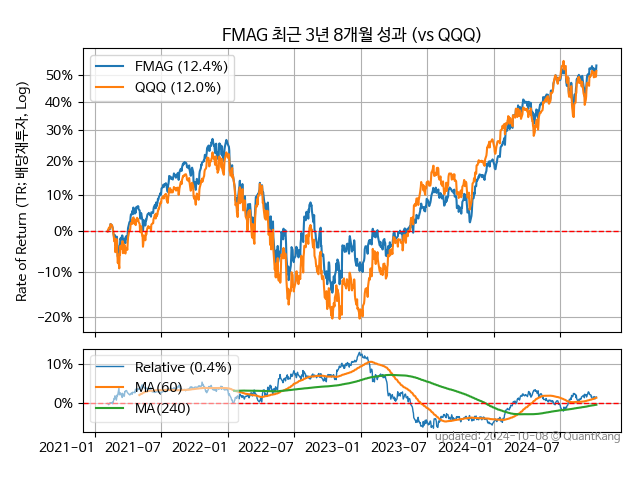 FMAG 최근 3년 8개월 성과 (vs QQQ)
Rate of Return (TR: 배당재투자, Log)
50%
40%
30%
20%
10%
0%
−10%
−20%
FMAG (12.4%)
QQQ (12.0%)
10%
0%
Relative (0.4%)
MA(60)
MA(240)
2021−01 2021−07 2022−01 2022−07 2023−01 2023−07 2024−01 2024−07
updated: 2024-10-08 © QuantKang